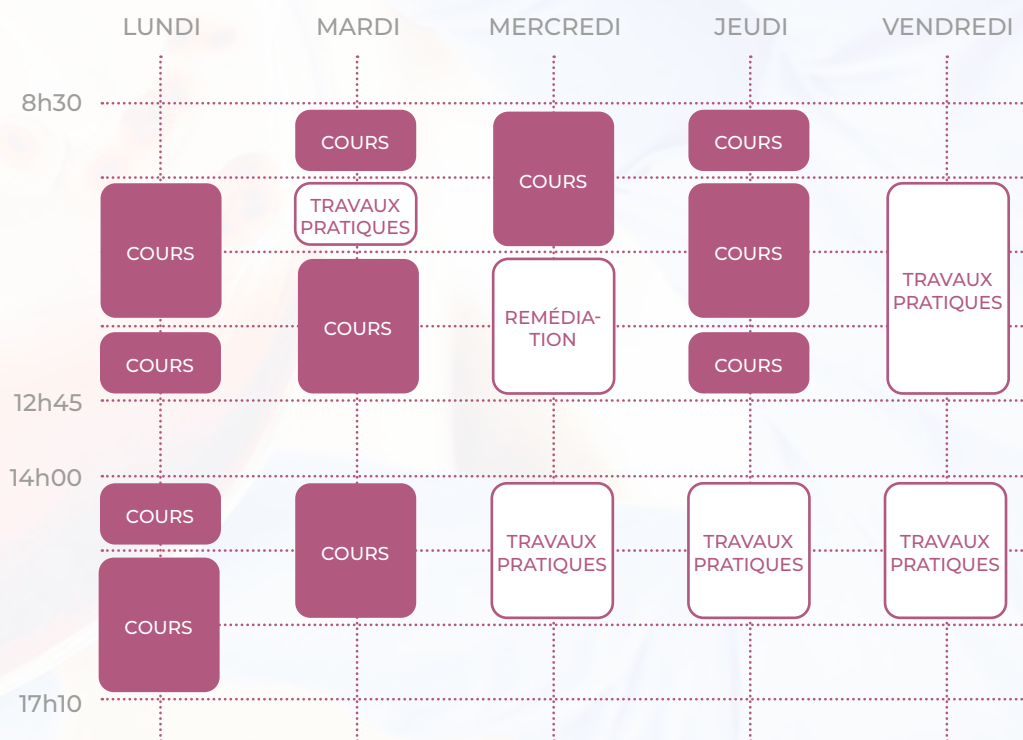 LUNDI MARDI MERCREDI JEUDI VENDREDI
8h30
COURS COURS
COURS
TRAVAUX
PRATIQUES
COURS COURS
TRAVAUX
PRATIQUES
REMÉDIA-
TION
COURS
COURS COURS
12h45
14h00
COURS
TRAVAUX TRAVAUX TRAVAUX
PRATIQUES PRATIQUES PRATIQUES
COURS
COURS
17h10